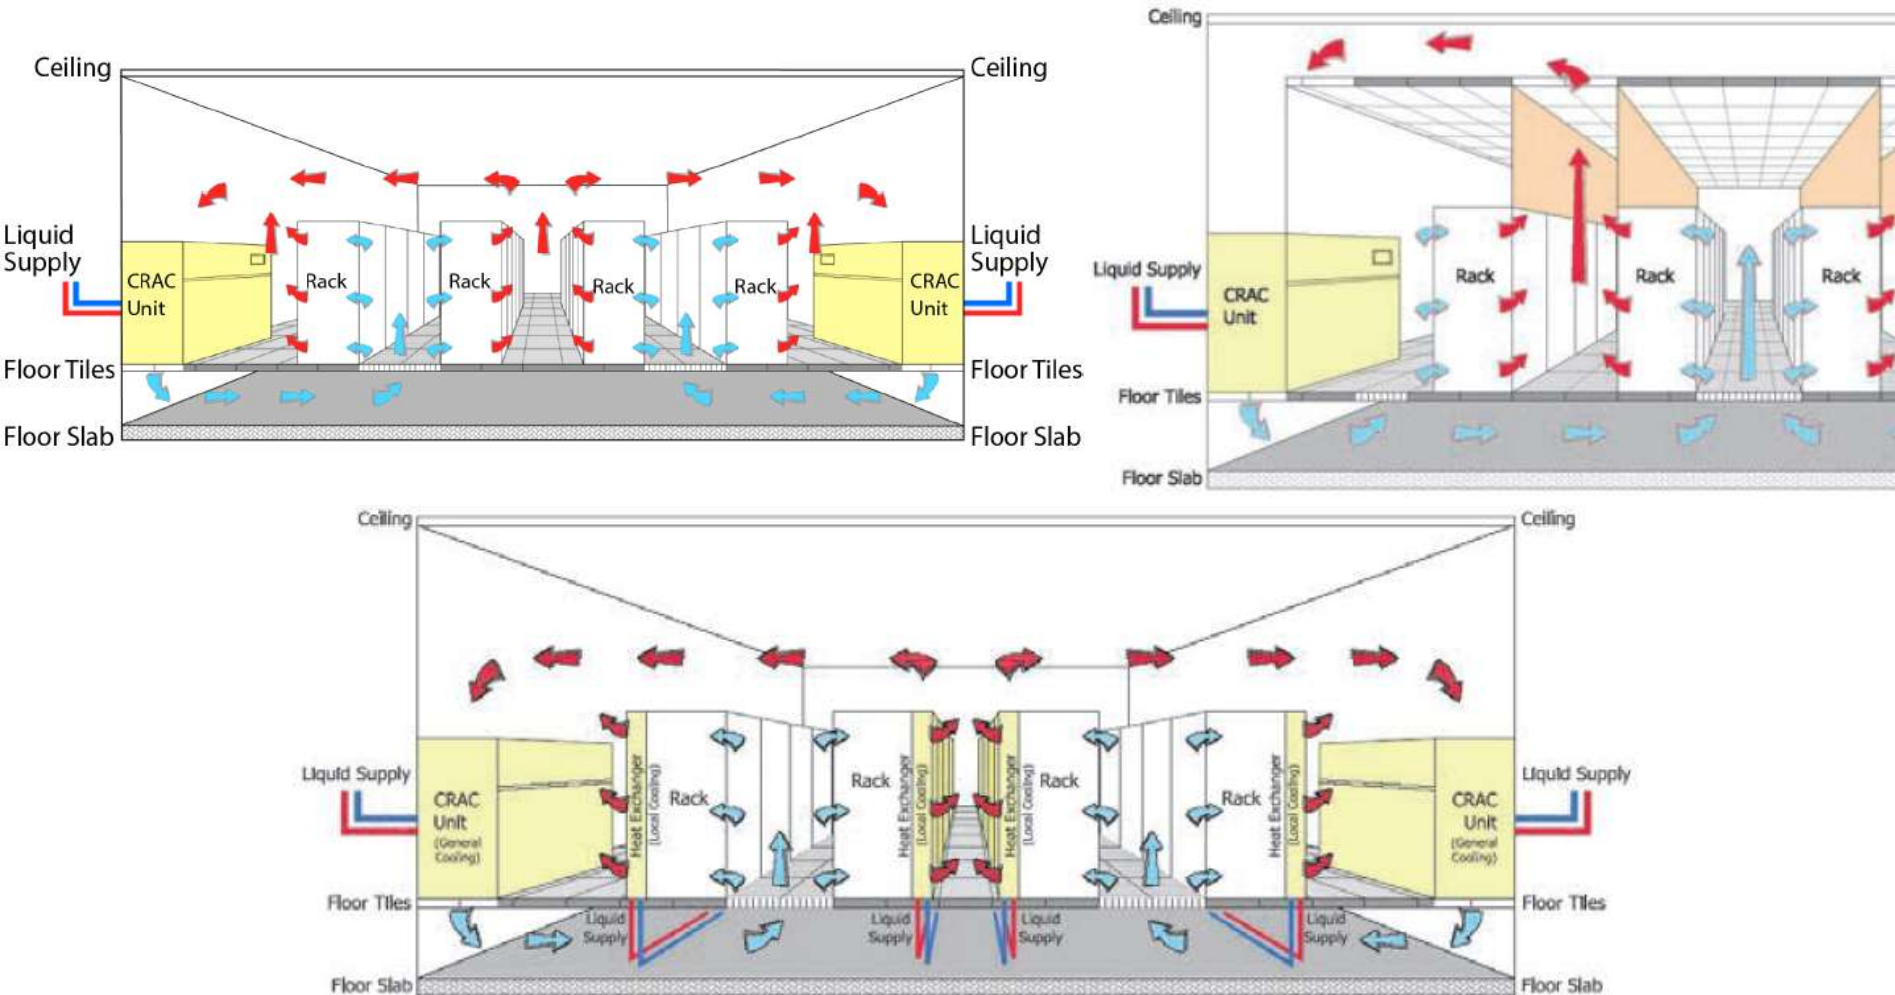 Ceiling
Ceiling
Liquid
Supply
CRAC
Unit
Rack
Rack
Rack
Rack
CRAC
Unit
Liquid
Supply
Floor Tiles
Floor Tiles
Floor Slab
Floor Slab
Ceiling
Liquid Supply
CRAC
Unit
Rack
Rack
Rack
Floor Tiles
Floor Slab
Ceiling
Ceiling
Liquid Supply
CRAC
Unit
(General
Cooling)
Heat Exchanger
(Local Cooling)
Rack
Rack
Heat Exchanger
(Local Cooling)
Heat Exchanger
(Local Cooling)
Rack
Rack
Heat Exchanger
(Local Cooling)
CRAC
Unit
(General
Cooling)
Liquid Supply
Floor Tiles
Floor Tiles
Liquid
Supply
Liquid
Supply
Liquid
Supply
Liquid
Supply
Floor Slab
Floor Slab